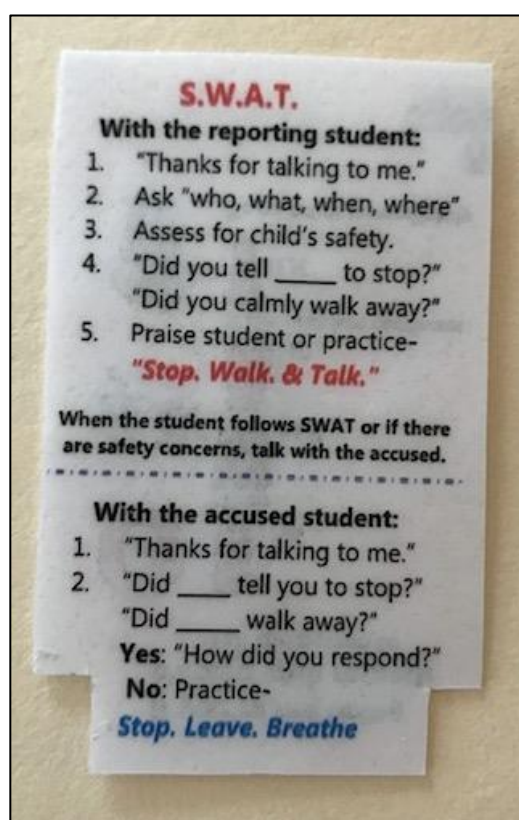 S.W.A.T.
With the reporting student:
1. "Thanks for talking to me."
2. Ask "who, what, when, where"
3. Assess for child's safety.
4. "Did you tell _____ to stop?"
"Did you calmly walk away?"
5. Praise student or practice-
"Stop. Walk. & Talk."
When the student follows SWAT or if there
are safety concerns, talk with the accused.
With the accused student:
1. "Thanks for talking to me."
2. "Did ____ tell you to stop?"
"Did _____ walk away?"
Yes: "How did you respond?"
No: Practice-
Stop. Leave. Breathe